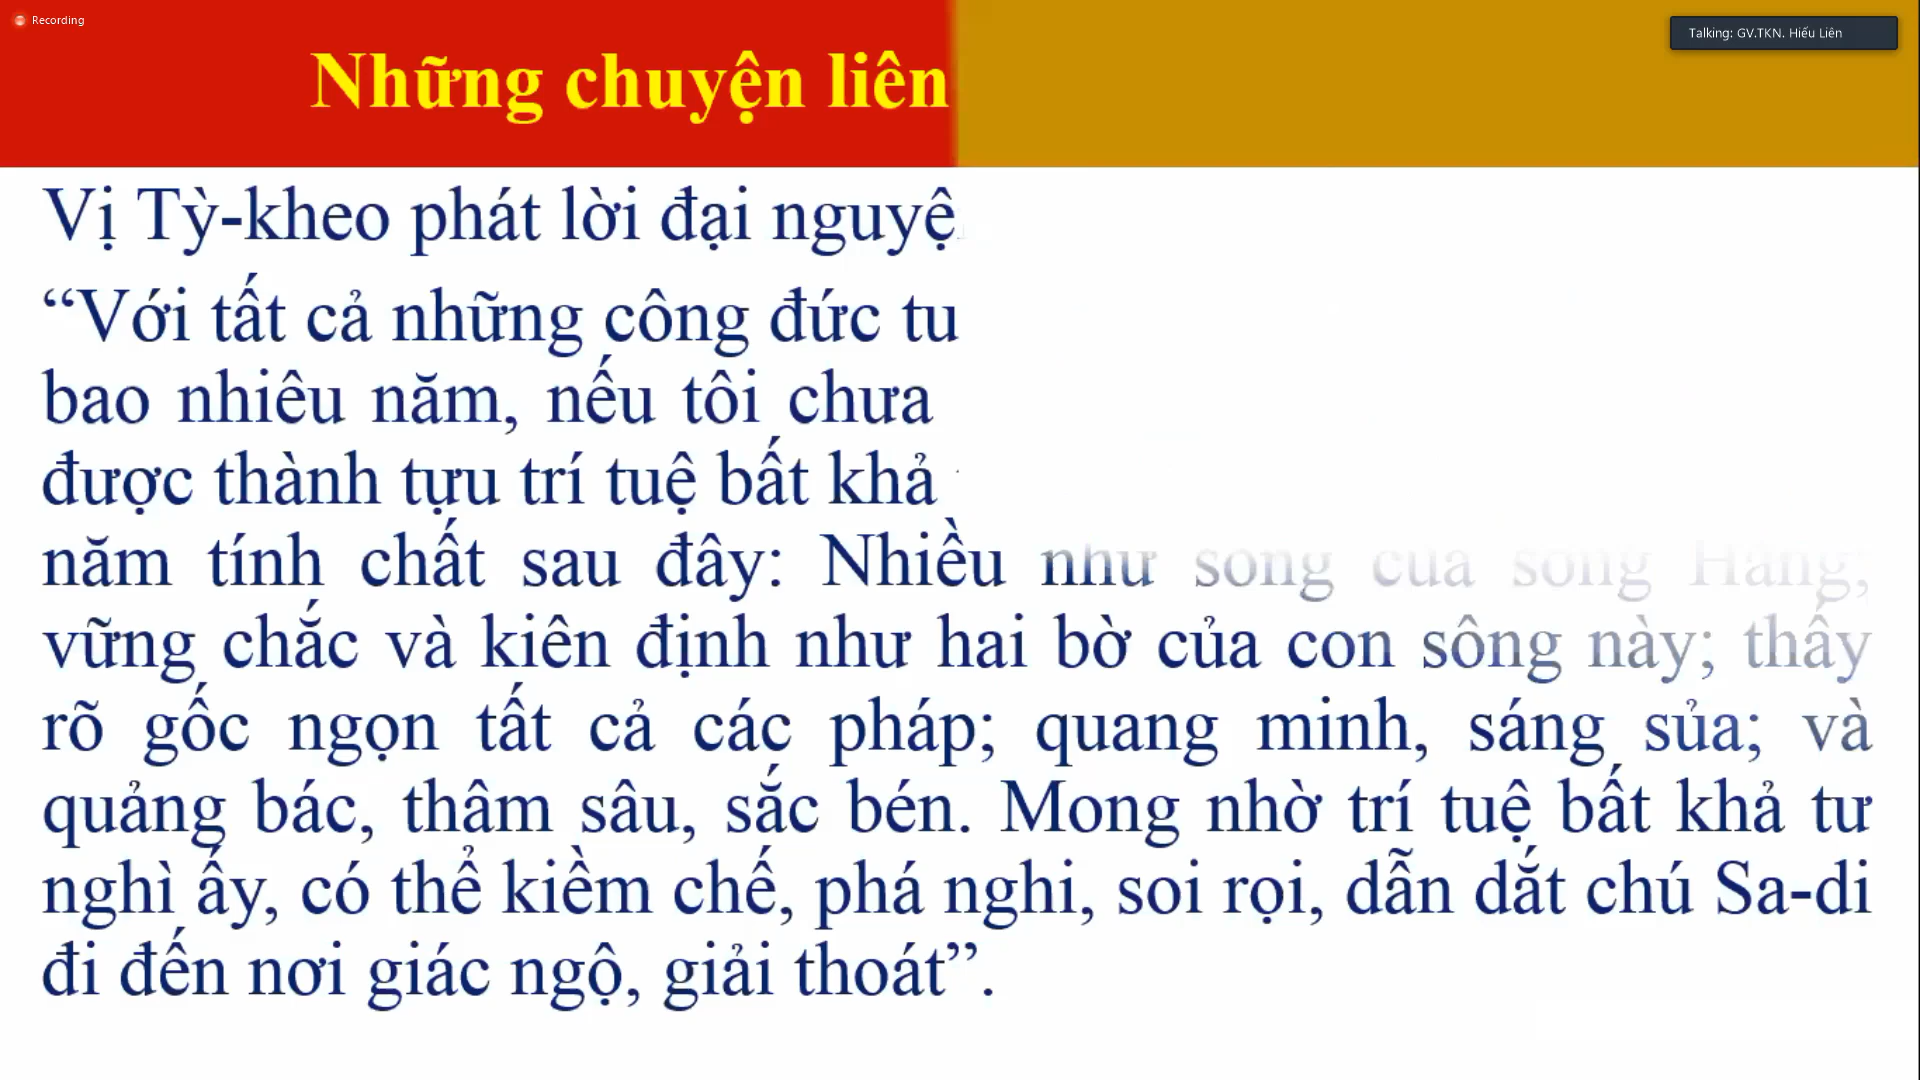 Recording
Talking: GV.TKN. Hiếu Liên
Những chuyện liên
Vị Tỳ-kheo phát lời đại
“Với tất cả những công đức tu
bao nhiêu năm, nếu tôi chưa
được thành tựu trí tuệ bất khả
năm tính chất sau đây: Nhiều như sóng của sông Hằng;
vững chắc và kiên định như hai bờ của con sông này; thấy
rõ gốc ngọn tất cả các pháp; quang minh, sáng sủa; và
quảng bác, thâm sâu, sắc bén. Mong nhờ trí tuệ bất khả tư
nghì ấy, có thể kiềm chế, phá nghi, soi rọi, dẫn dắt chú Sa-di
đi đến nơi giác ngộ, giải thoát”.